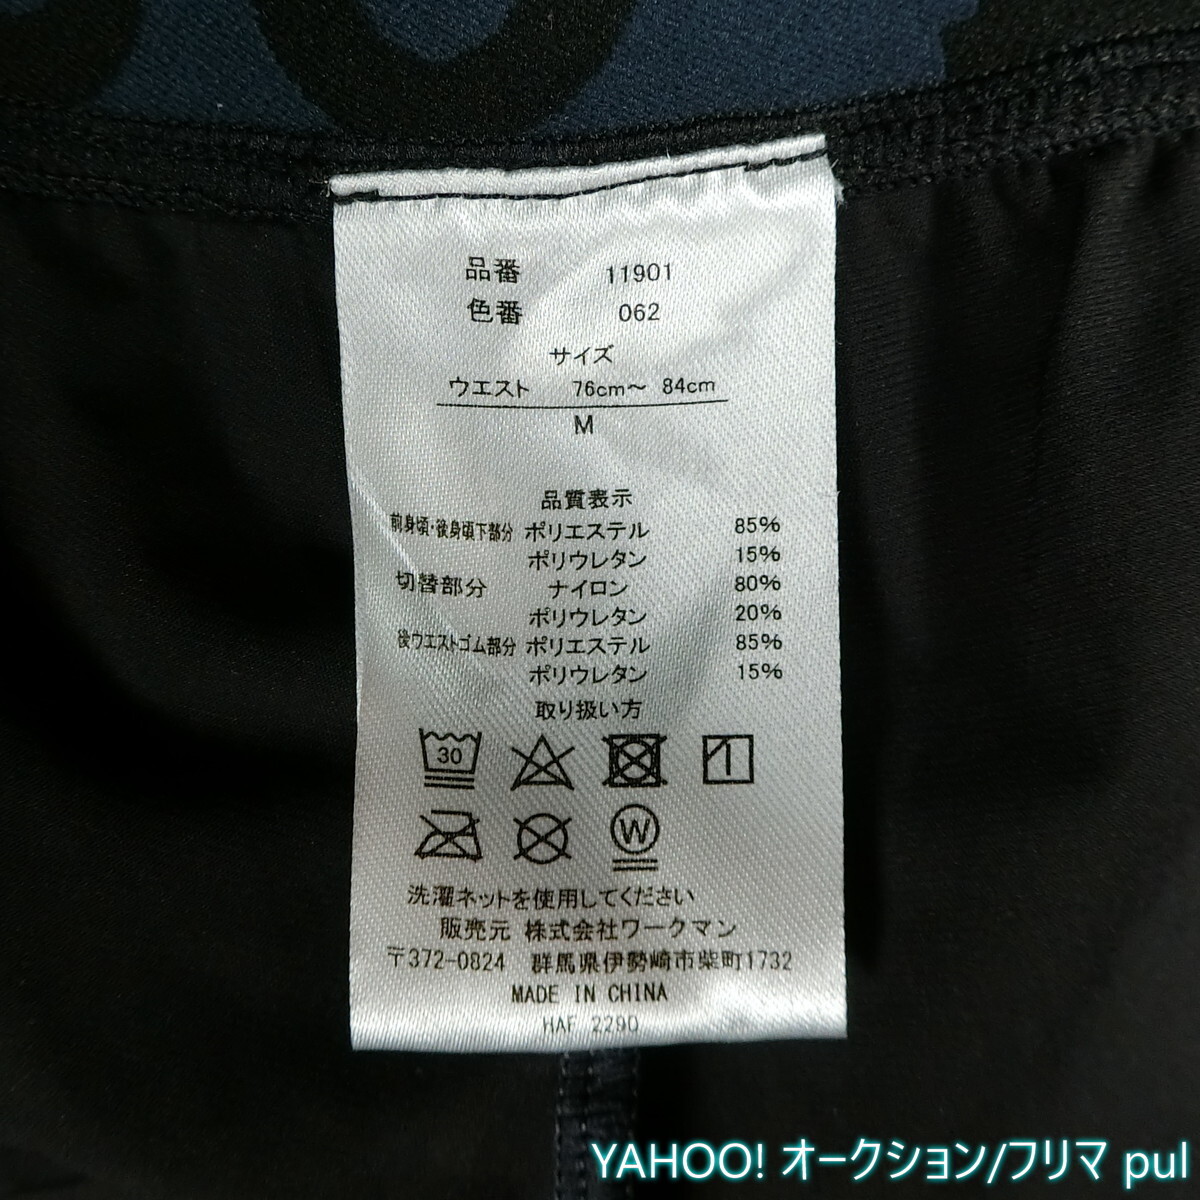 品番 11901
色番 062
サイズ
ウエスト 76cm～ 84cm
M
品質表示
前身頃・後身頃下部分 ポリエステル 85%
ポリウレタン 15%
切替部分 ナイロン 80%
ポリウレタン 20%
後ウエストゴム部分 ポリエステル 85%
ポリウレタン 15%
取り扱い方
30
W
洗濯ネットを使用してください
販売元 株式会社ワークマン
〒372-0824 群馬県伊勢崎市柴町1732
MADE IN CHINA
HAF 2290
YAHOO! オークション/フリマ pul